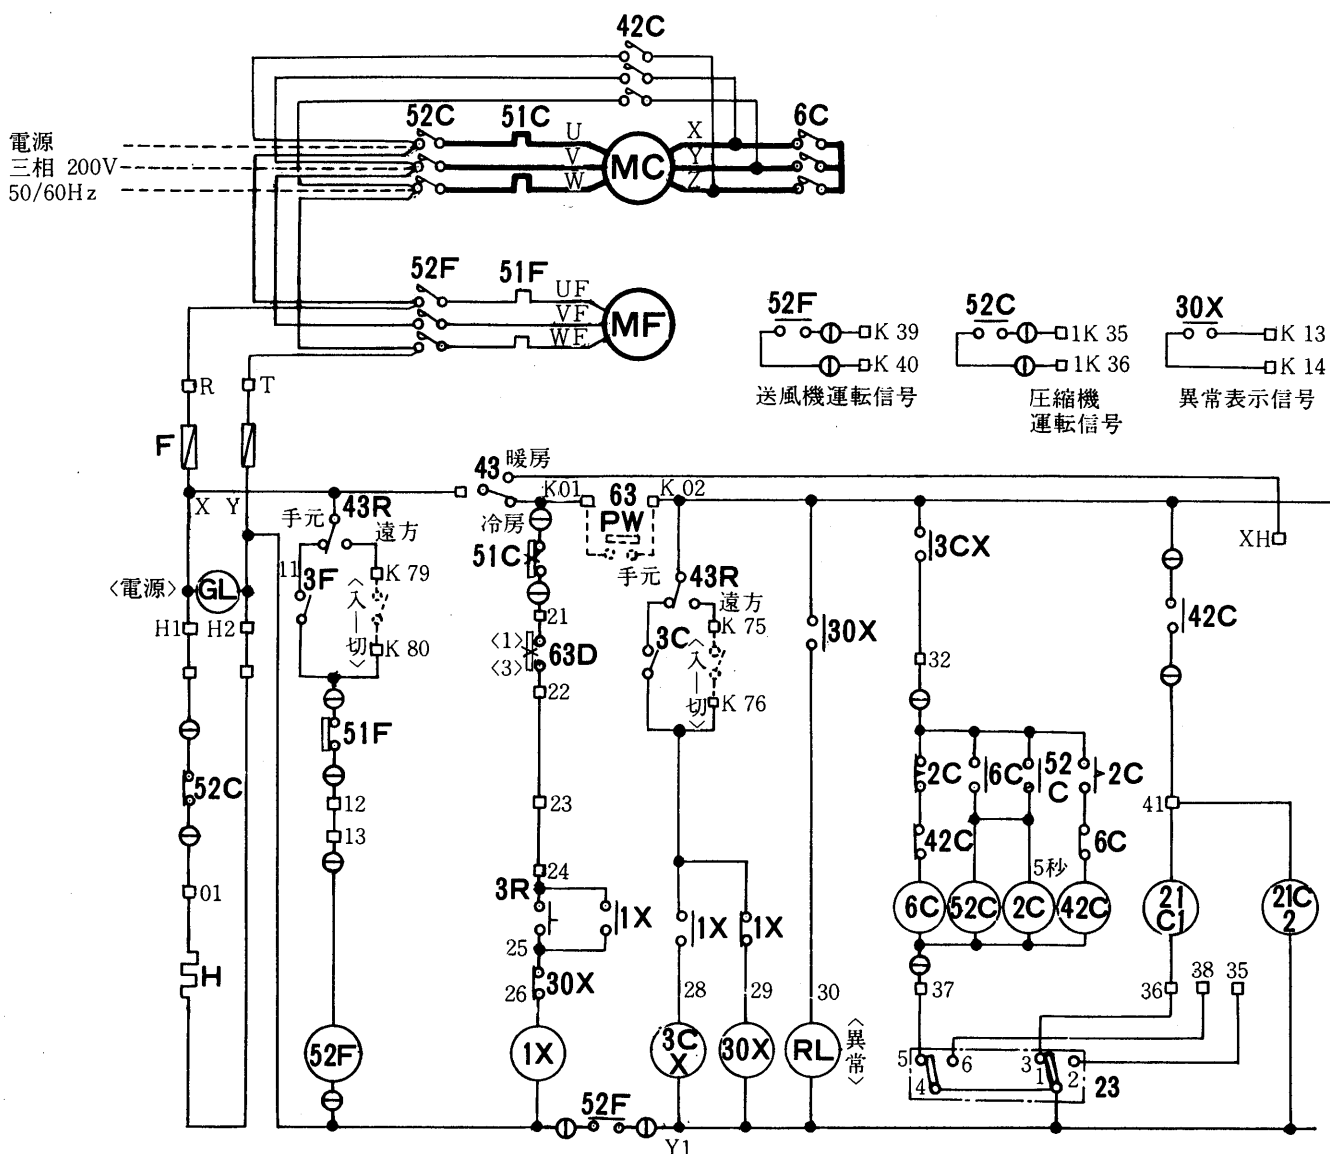 42C
52C
51C
6C
電源
三相 200V
50/60Hz
U
V
W
MC
X
Y
Z
52F
51F
UF
VF
WF
MF
52F
K 39
K 40
送風機運転信号
52C
1K 35
1K 36
圧縮機
運転信号
30X
K 13
K 14
異常表示信号
R
T
F
X
Y
43
暖房
冷房
K01
63
PW
K 02
XH
手元
43R
遠方
11
3F
K 79
〈入―切〉
K 80
〈電源〉
GL
H1
H2
51C
21
〈1〉
〈3〉
63D
22
手元
43R
遠方
3C
K 75
〈入―切〉
K 76
30X
3CX
32
42C
51F
12
13
52C
01
H
23
24
3R
1X
25
30X
26
1X
1X
28
29
30
2C
6C
52
C
2C
42C
6C
5秒
6C
52C
2C
42C
41
21
C1
21C
2
37
36
38
35
52F
1X
3C
X
30X
RL
〈異常〉
5
6
4
3
1
2
23
52F
Y1